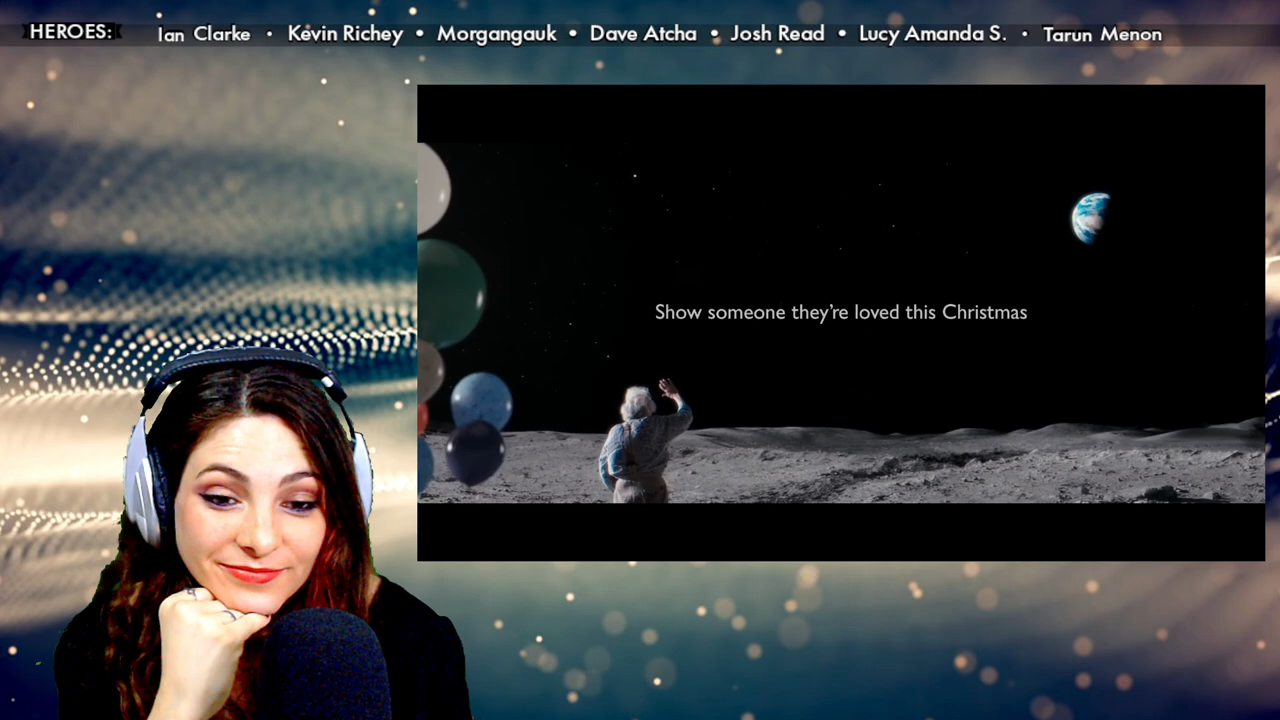 HEROES: Ian Clarke • Kevin Richey • Morgangauk • Dave Atcha • Josh Read • Lucy Amanda S. • Tarun Menon
Show someone they're loved this Christmas